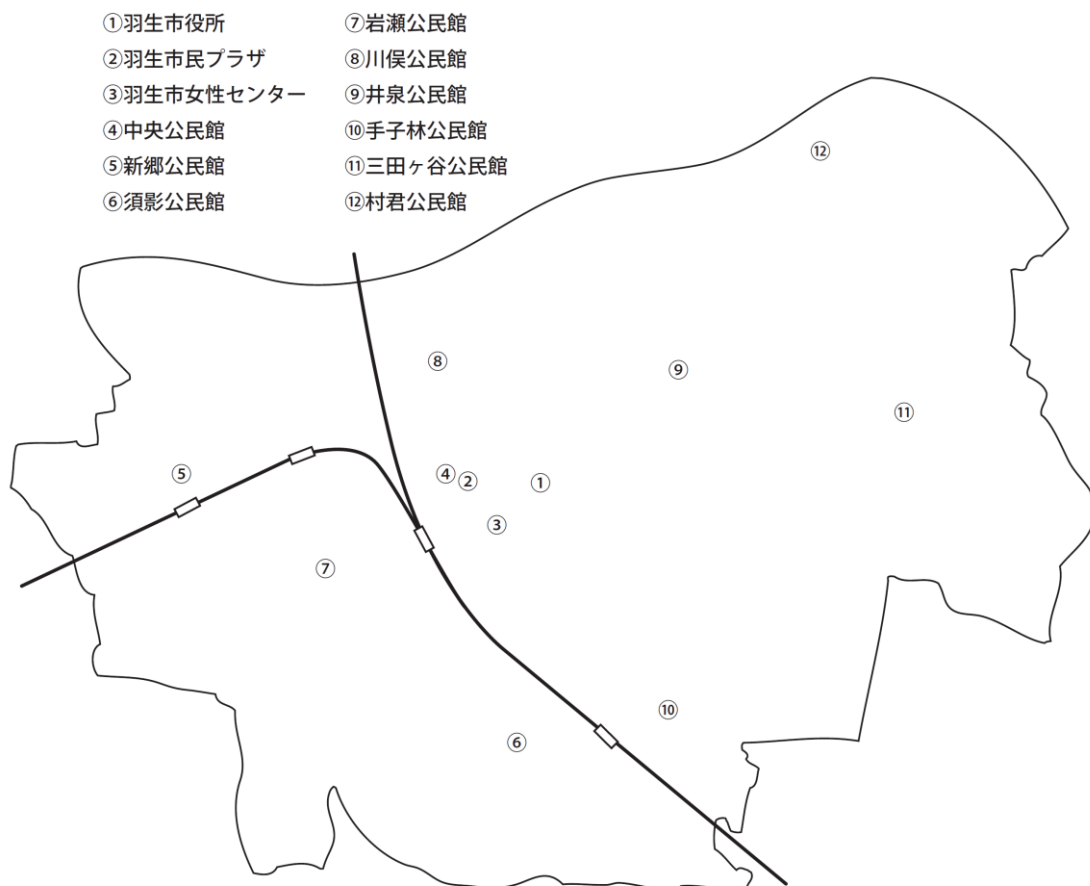 ①羽生市役所
②羽生市民プラザ
③羽生市女性センター
④中央公民館
⑤新郷公民館
⑥須影公民館
⑦岩瀬公民館
⑧川俣公民館
⑨井泉公民館
⑩手子林公民館
⑪三田ヶ谷公民館
⑫村君公民館
⑫
⑧
⑨
⑪
⑤
④
②
①
③
⑦
⑩
⑥